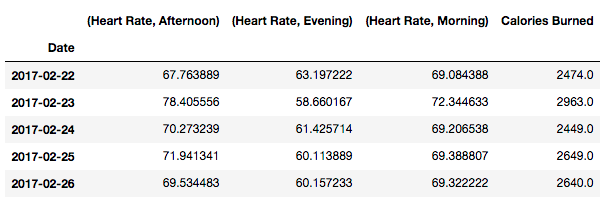 (Heart Rate, Afternoon) (Heart Rate, Evening) (Heart Rate, Morning) Calories Burned
Date
2017-02-22 67.763889 63.197222 69.084388 2474.0
2017-02-23 78.405556 58.660167 72.344633 2963.0
2017-02-24 70.273239 61.425714 69.206538 2449.0
2017-02-25 71.941341 60.113889 69.388807 2649.0
2017-02-26 69.534483 60.157233 69.322222 2640.0